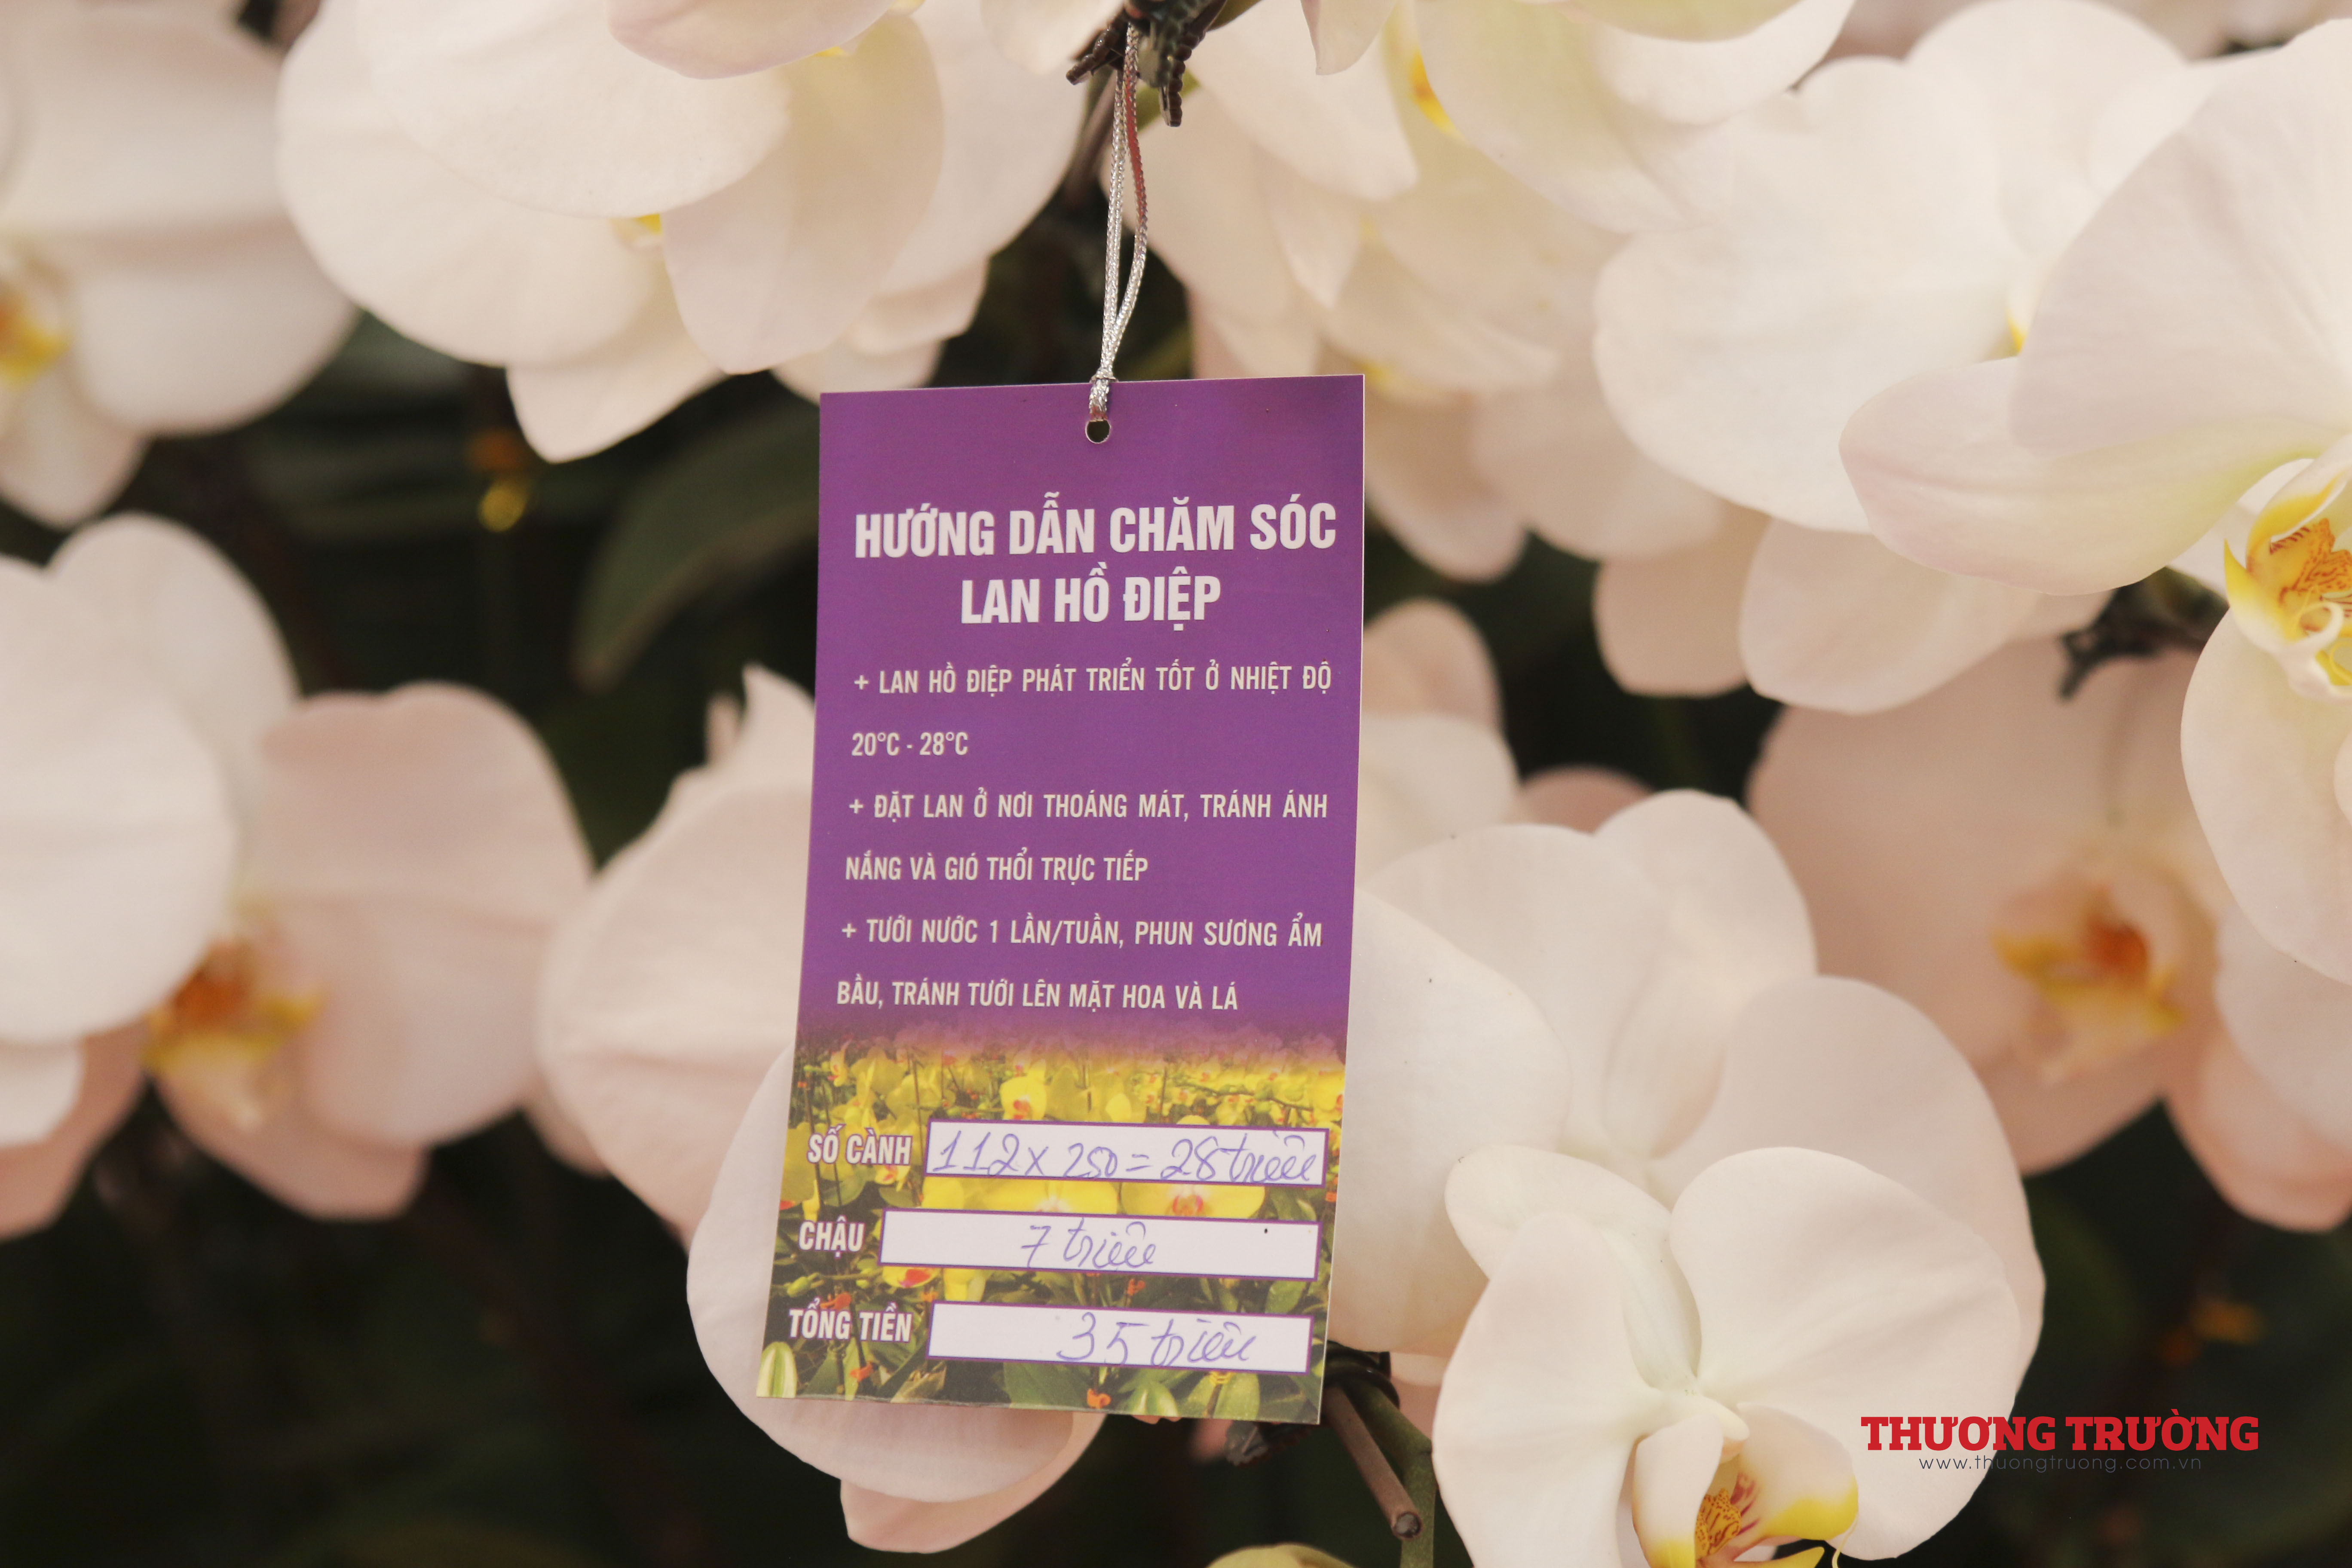 HƯỚNG DẪN CHĂM SÓC
LAN HỒ ĐIỆP
+ LAN HỒ ĐIỆP PHÁT TRIỂN TỐT Ở NHIỆT ĐỘ
20°C - 28°C
+ ĐẶT LAN Ở NƠI THOÁNG MÁT, TRÁNH ÁNH
NẮNG VÀ GIÓ THỔI TRỰC TIẾP
+ TƯỚI NƯỚC 1 LẦN/TUẦN, PHUN SƯƠNG ẨM
BẦU, TRÁNH TƯỚI LÊN MẶT HOA VÀ LÁ
SỐ CÀNH 112 x 250 = 28 triệu
CHẬU 7 triệu
TỔNG TIỀN 35 triệu
THƯƠNG TRƯỜNG
www.thuongtruong.com.vn